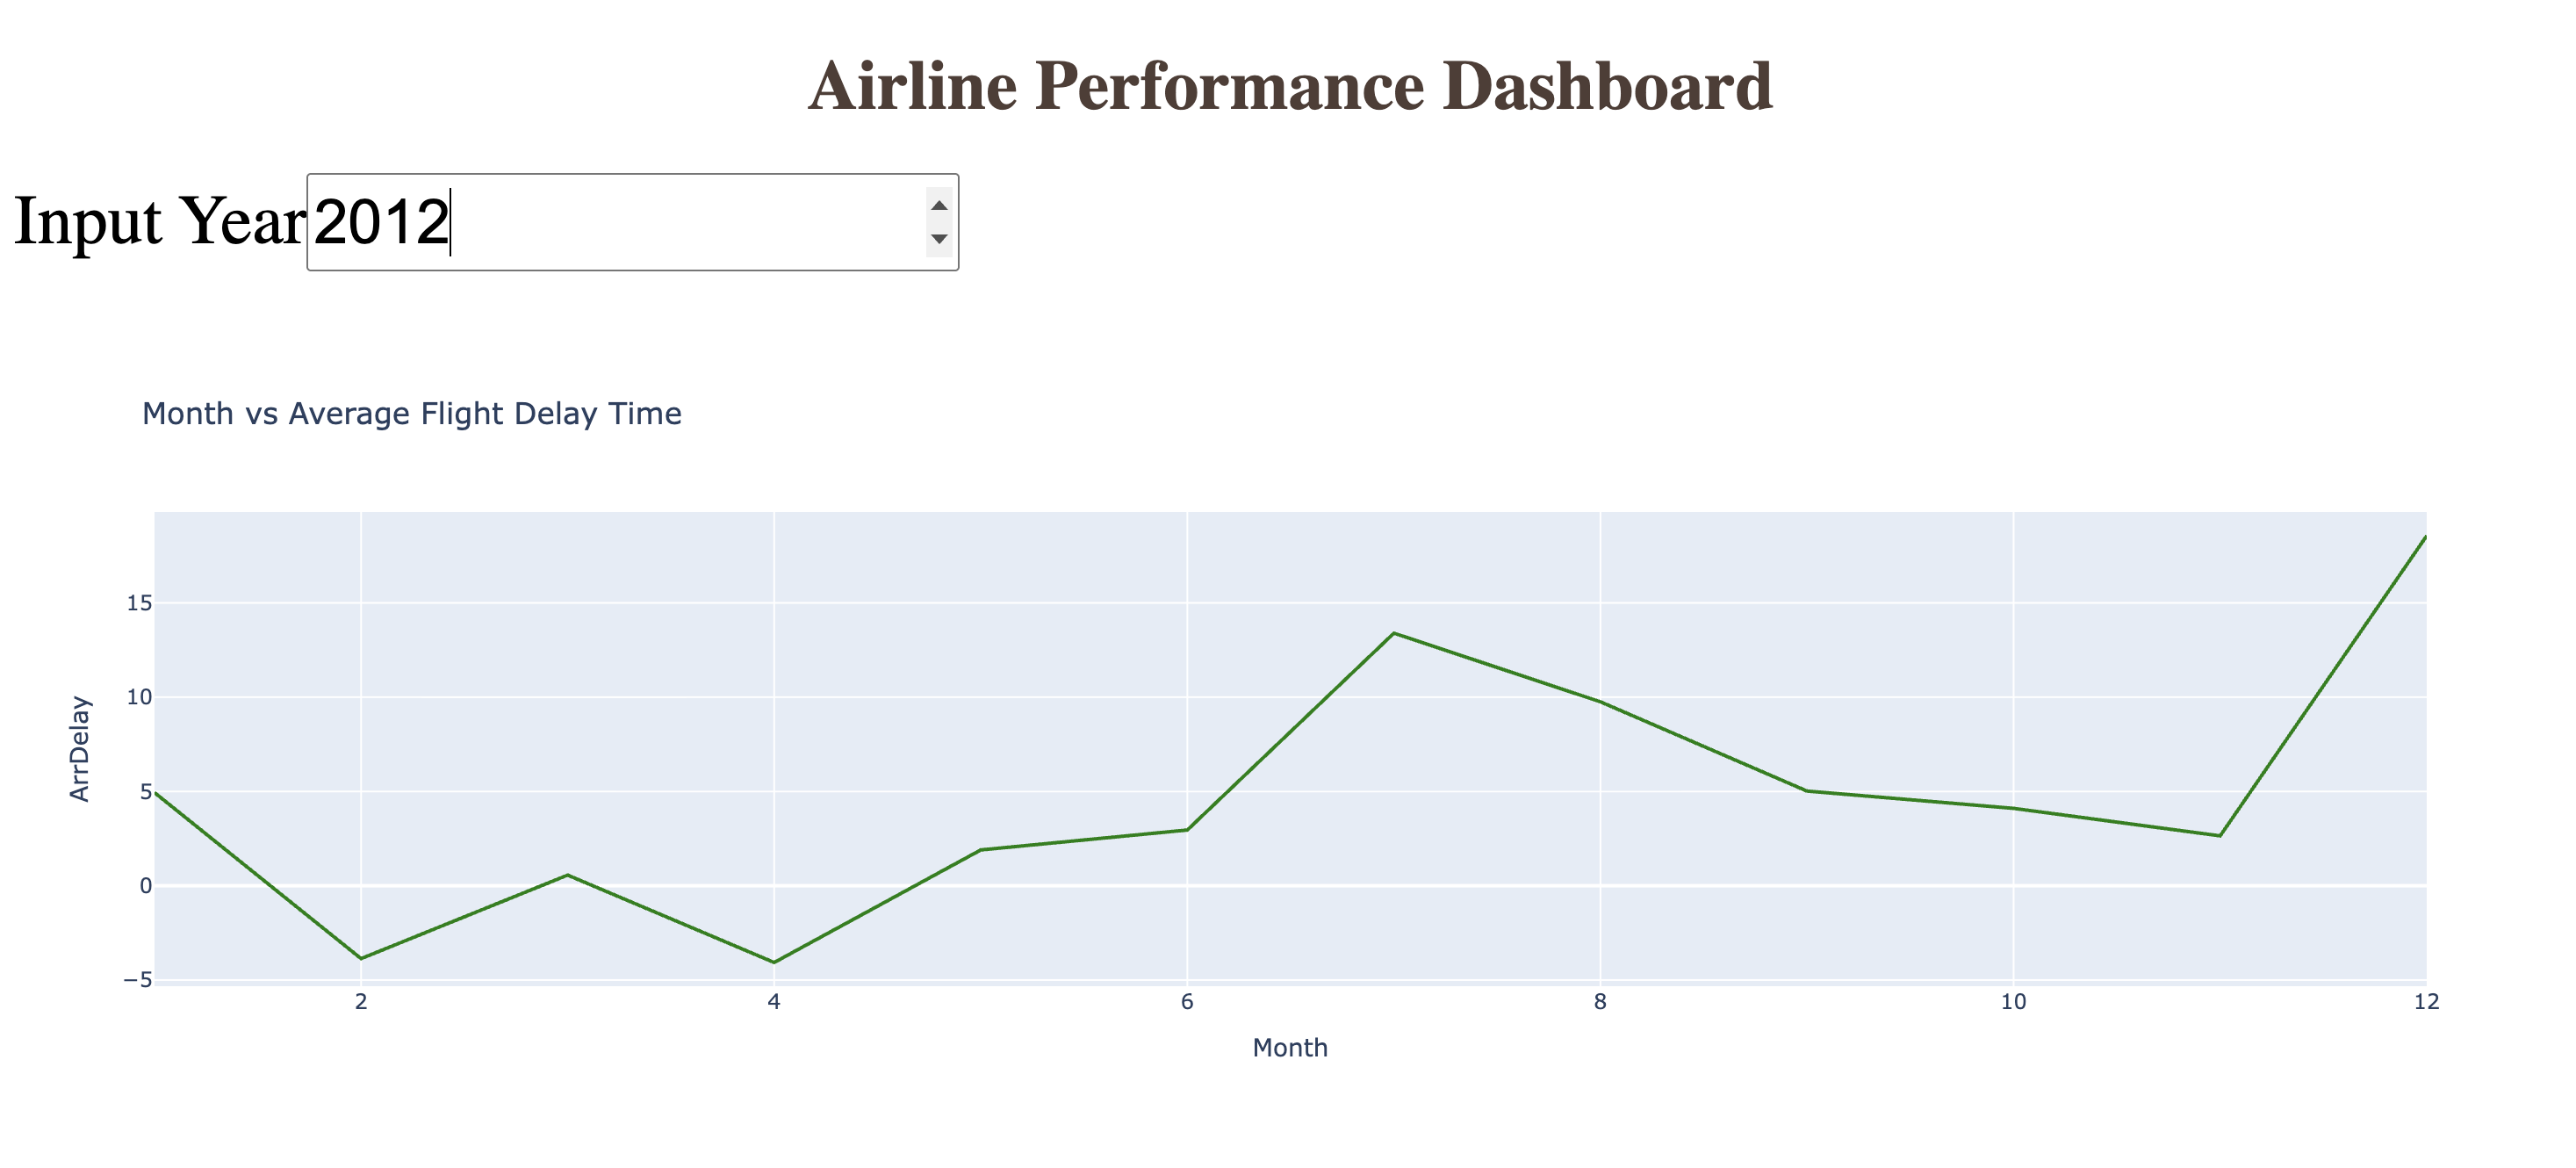 Airline Performance Dashboard
Input Year 2012
Month vs Average Flight Delay Time
15
10
5
0
−5
ArrDelay
2 4 6 8 10 12
Month